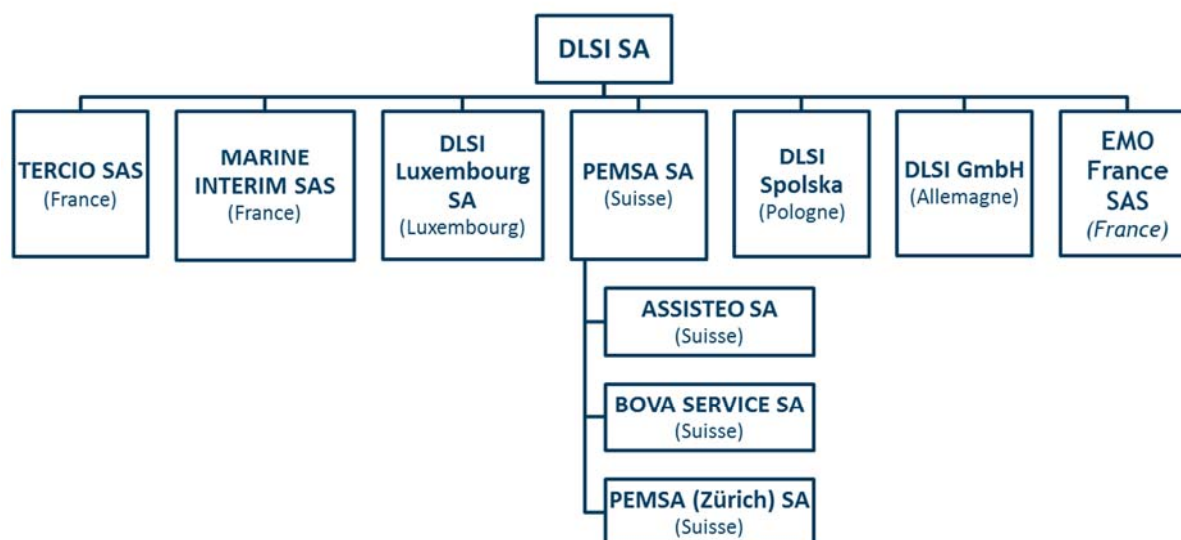 DLSI SA
TERCIO SAS
(France)
MARINE
INTERIM SAS
(France)
DLSI
Luxembourg
SA
(Luxembourg)
PEMSA SA
(Suisse)
DLSI
Spolska
(Pologne)
DLSI GmbH
(Allemagne)
EMO
France
SAS
(France)
ASSISTEO SA
(Suisse)
BOVA SERVICE SA
(Suisse)
PEMSA (Zürich) SA
(Suisse)